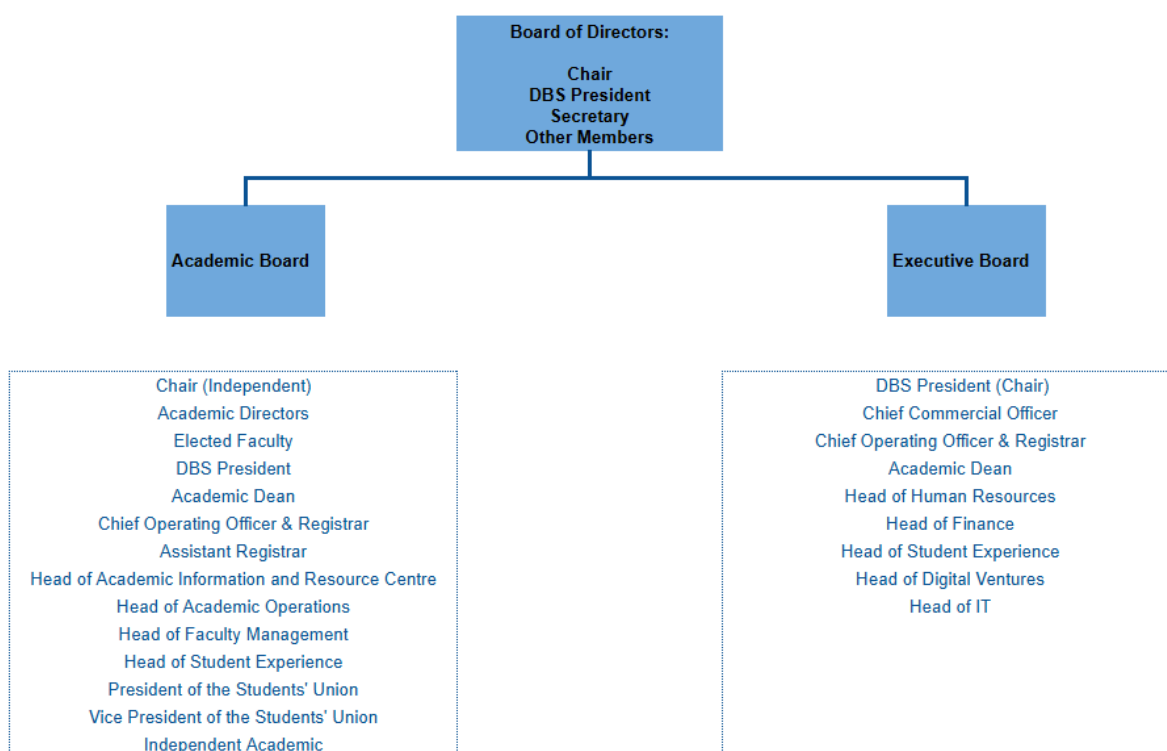 Board of Directors:
Chair
DBS President
Secretary
Other Members
Academic Board
Executive Board
Chair (Independent)
Academic Directors
Elected Faculty
DBS President
Academic Dean
Chief Operating Officer & Registrar
Assistant Registrar
Head of Academic Information and Resource Centre
Head of Academic Operations
Head of Faculty Management
Head of Student Experience
President of the Students' Union
Vice President of the Students' Union
Independent Academic
DBS President (Chair)
Chief Commercial Officer
Chief Operating Officer & Registrar
Academic Dean
Head of Human Resources
Head of Finance
Head of Student Experience
Head of Digital Ventures
Head of IT